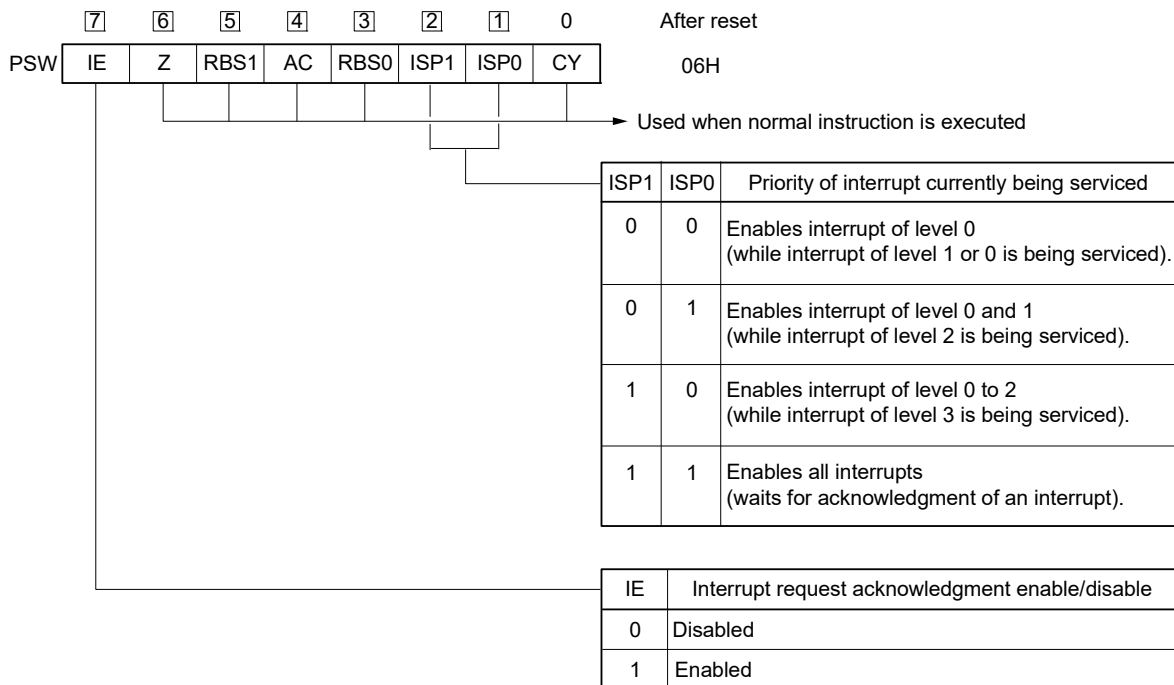 7 6 5 4 3 2 1 0 After reset
PSW IE Z RBS1 AC RBS0 ISP1 ISP0 CY 06H
Used when normal instruction is executed
ISP1 ISP0 Priority of interrupt currently being serviced
0 0 Enables interrupt of level 0
(while interrupt of level 1 or 0 is being serviced).
0 1 Enables interrupt of level 0 and 1
(while interrupt of level 2 is being serviced).
1 0 Enables interrupt of level 0 to 2
(while interrupt of level 3 is being serviced).
1 1 Enables all interrupts
(waits for acknowledgment of an interrupt).
IE Interrupt request acknowledgment enable/disable
0 Disabled
1 Enabled